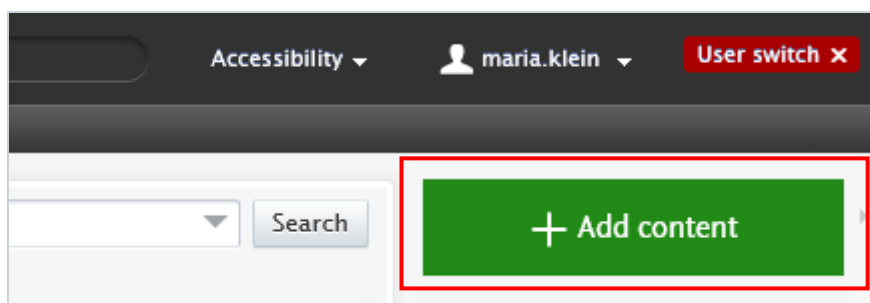 Accessibility
maria.klein
User switch ×
Search
+ Add content